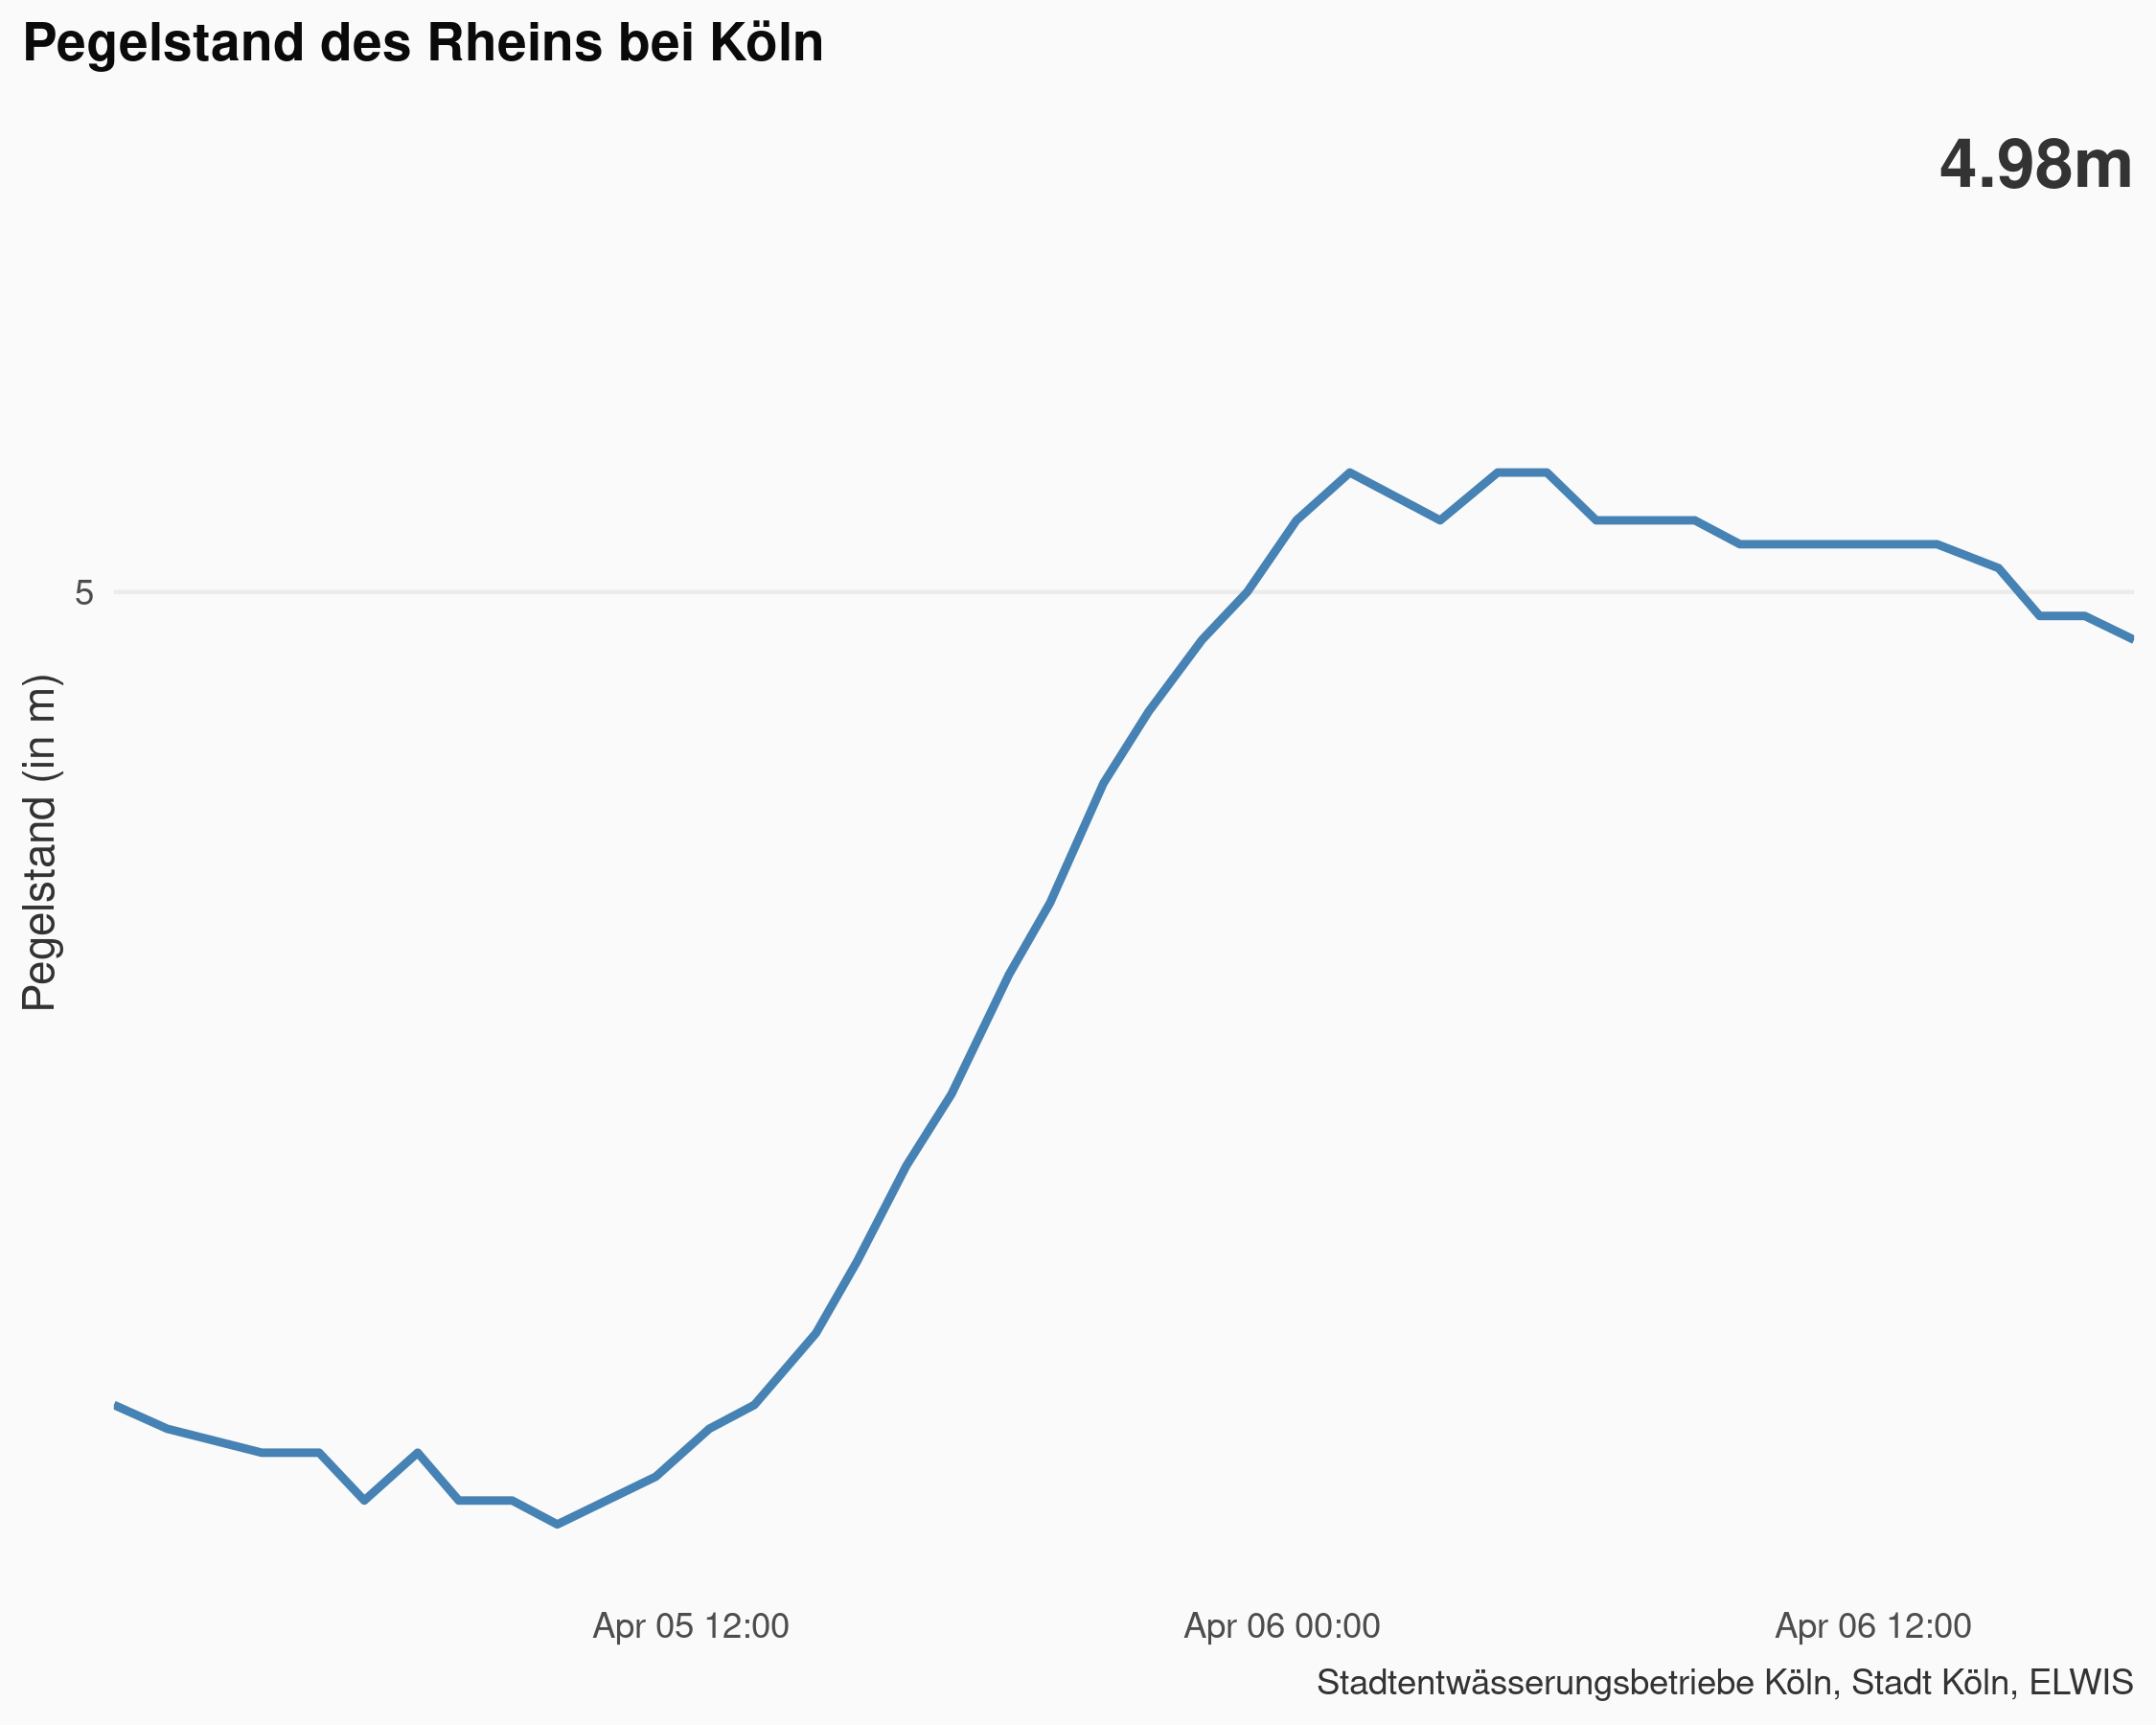 Pegelstand des Rheins bei Köln
4.98m
5
Pegelstand (in m)
Apr 05 12:00
Apr 06 00:00
Apr 06 12:00
Stadtentwässerungsbetriebe Köln, Stadt Köln, ELWIS